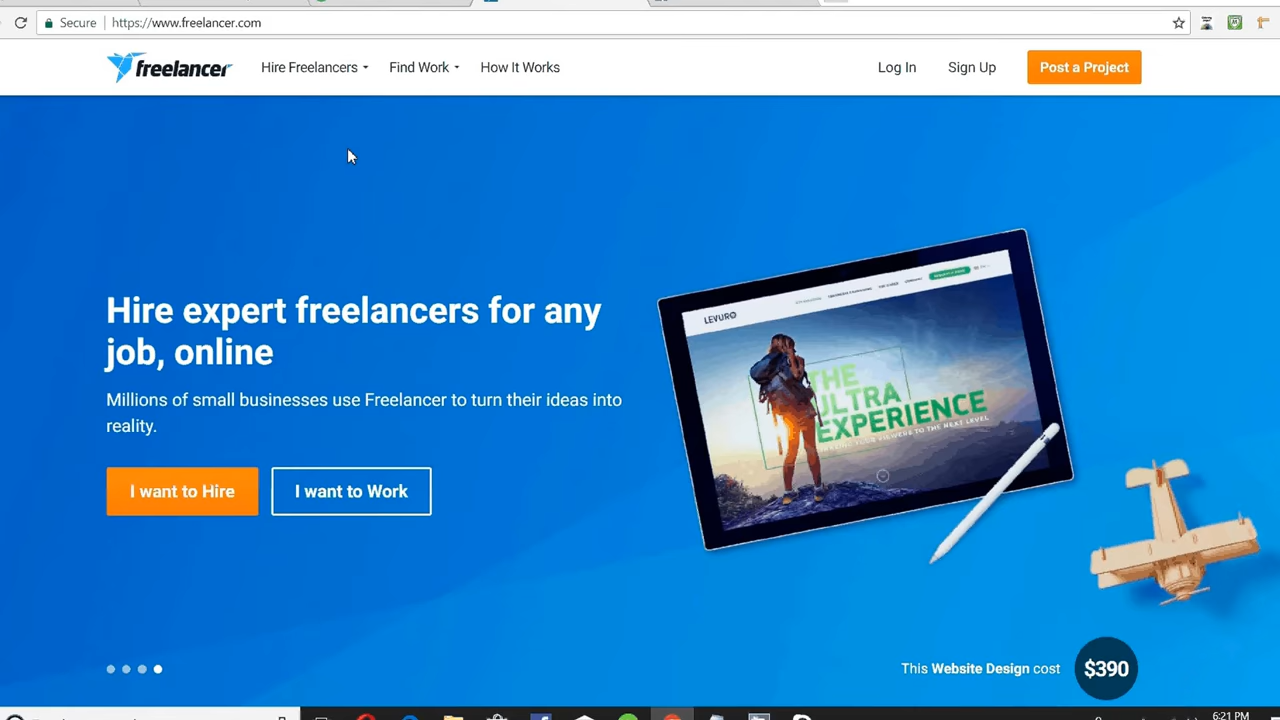 Secure
https://www.freelancer.com
freelancer
Hire Freelancers
Find Work
How It Works
Log In
Sign Up
Post a Project
LEVURO
THE
ULTRA
EXPERIENCE
Hire expert freelancers for any
job, online
Millions of small businesses use Freelancer to turn their ideas into
reality.
I want to Hire
I want to Work
This Website Design cost
$390
6:21 PM